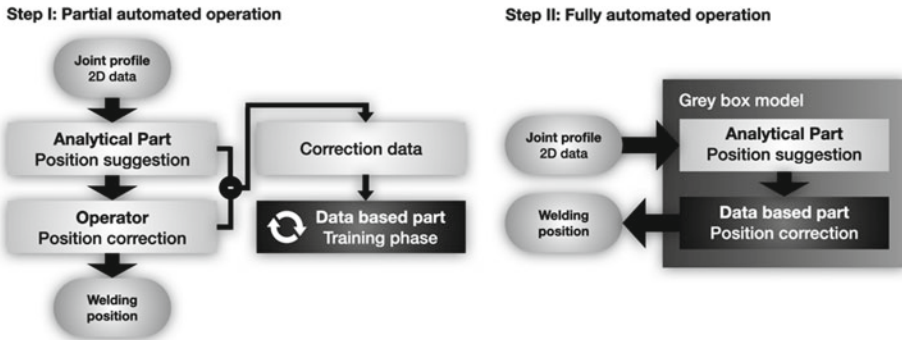 Step I: Partial automated operation
Joint profile
2D data
Analytical Part
Position suggestion
Operator
Position correction
Welding
position
-
Correction data
Data based part
Training phase
Step II: Fully automated operation
Grey box model
Joint profile
2D data
Analytical Part
Position suggestion
Welding
position
Data based part
Position correction